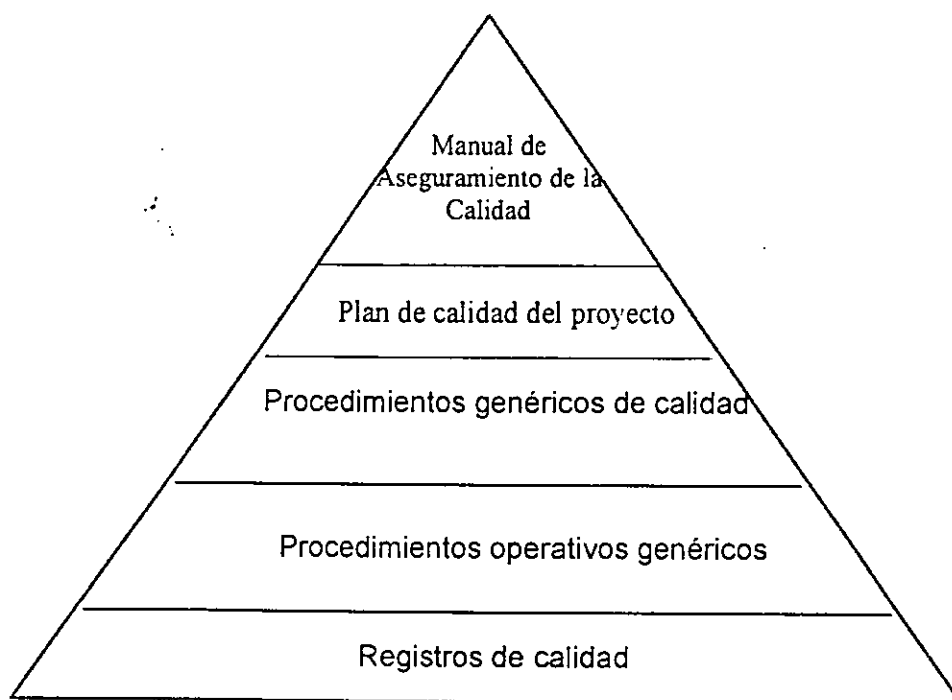 Manual de
Aseguramiento de la
Calidad
Plan de calidad del proyecto
Procedimientos genéricos de calidad
Procedimientos operativos genéricos
Registros de calidad